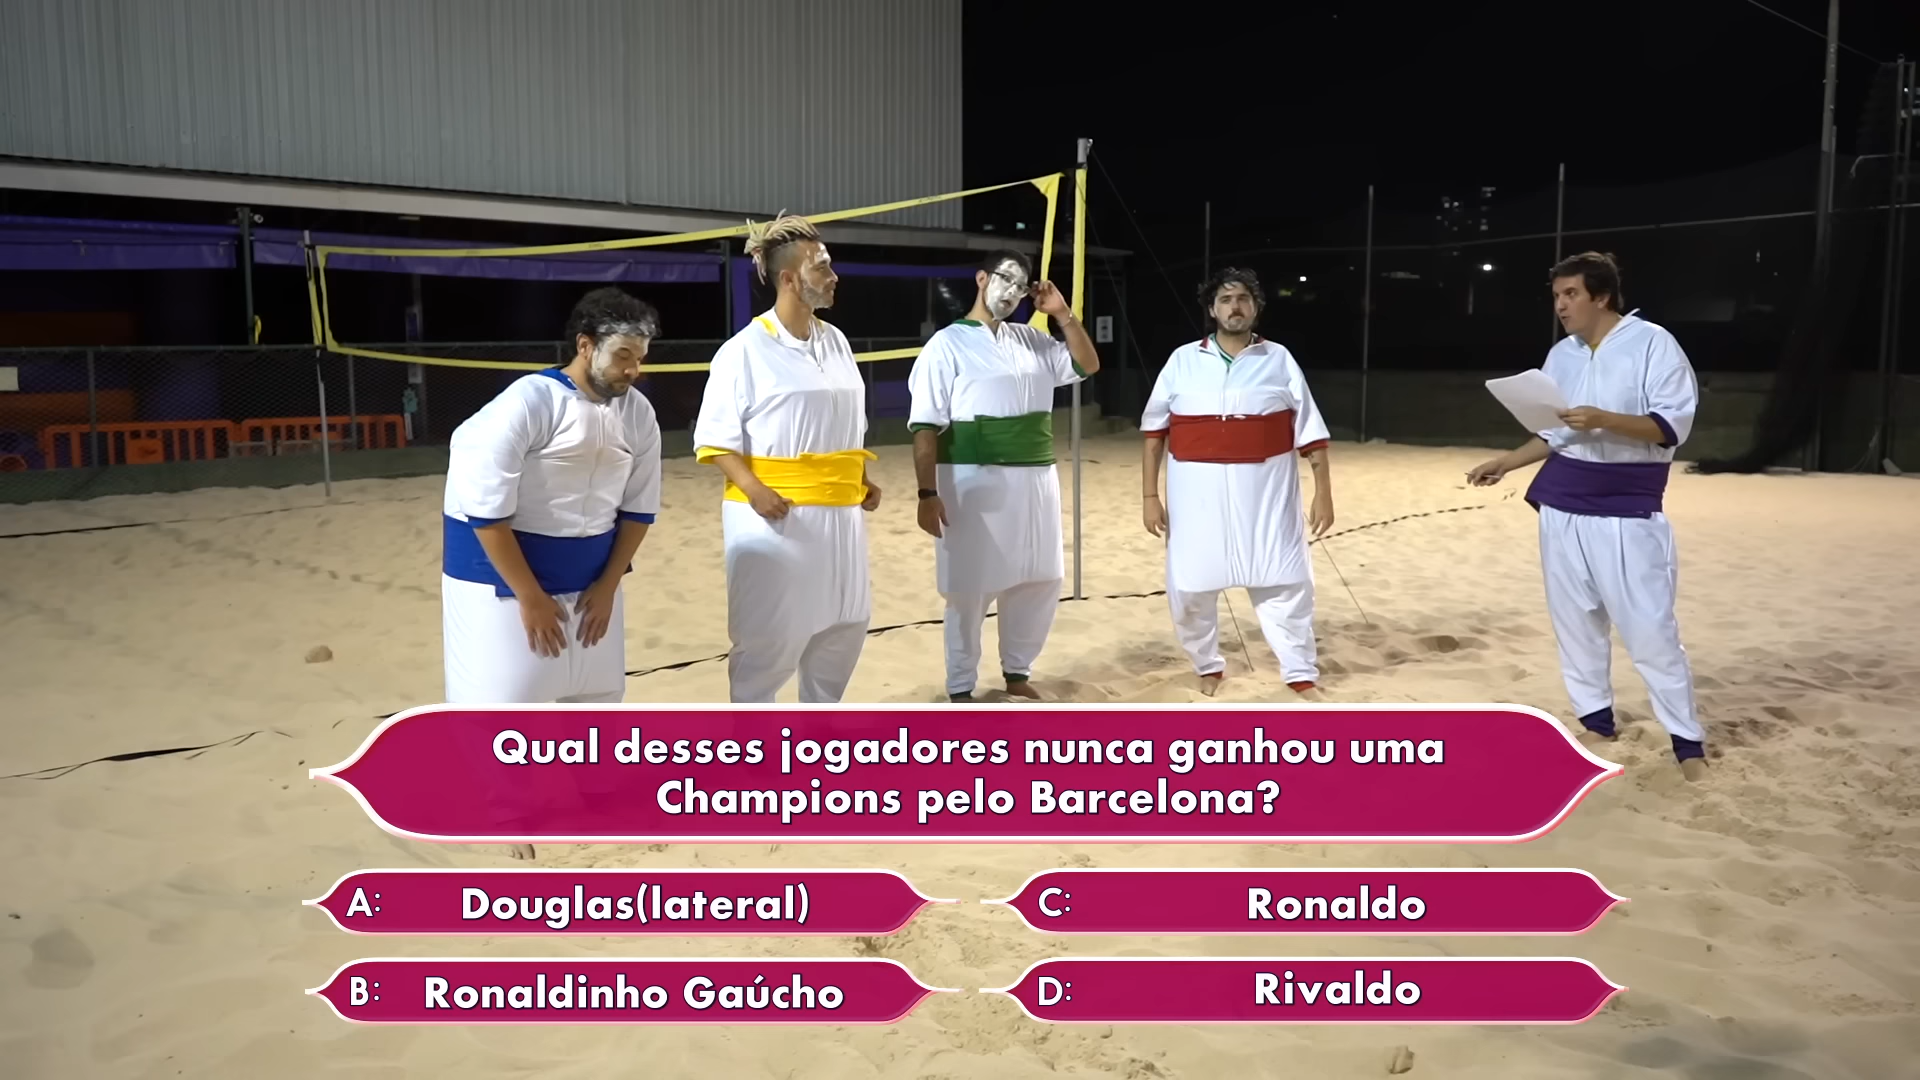 Qual desses jogadores nunca ganhou uma
Champions pelo Barcelona?
A: Douglas(lateral)
C: Ronaldo
B: Ronaldinho Gaúcho
D: Rivaldo